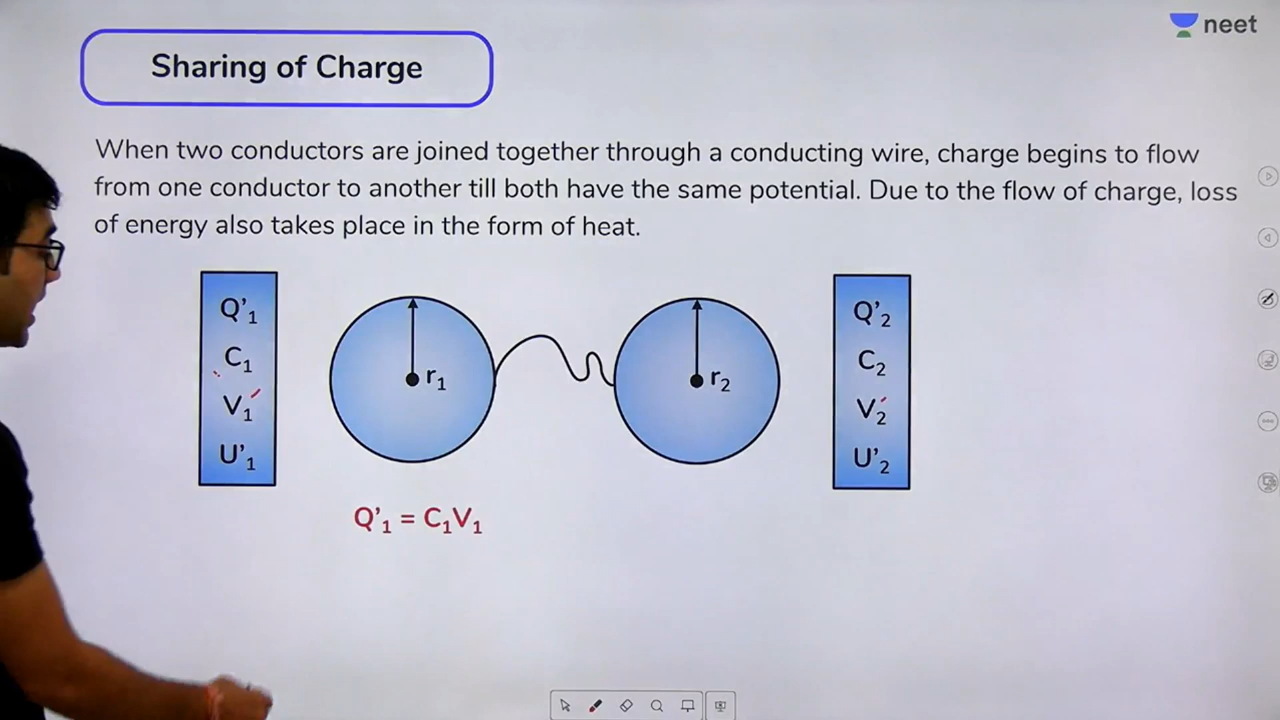 neet
Sharing of Charge
When two conductors are joined together through a conducting wire, charge begins to flow
from one conductor to another till both have the same potential. Due to the flow of charge, loss
of energy also takes place in the form of heat.
Q'₁
C₁
V₁′
U'₁
r₁
r₂
Q'₂
C₂
V₂′
U'₂
Q'₁ = C₁V₁